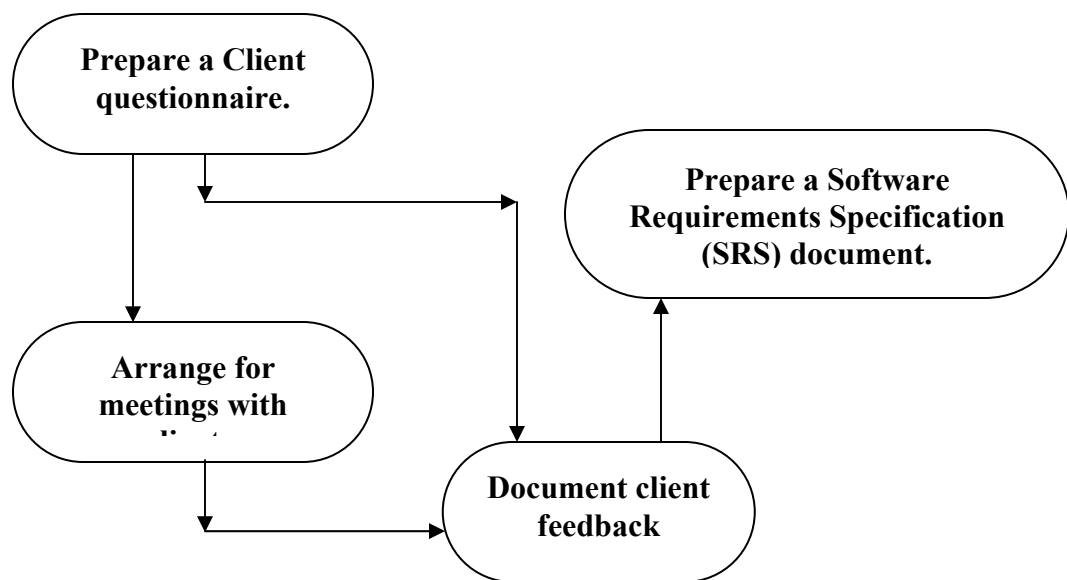 Prepare a Client
questionnaire.
Prepare a Software
Requirements Specification
(SRS) document.
Arrange for
meetings with
Document client
feedback